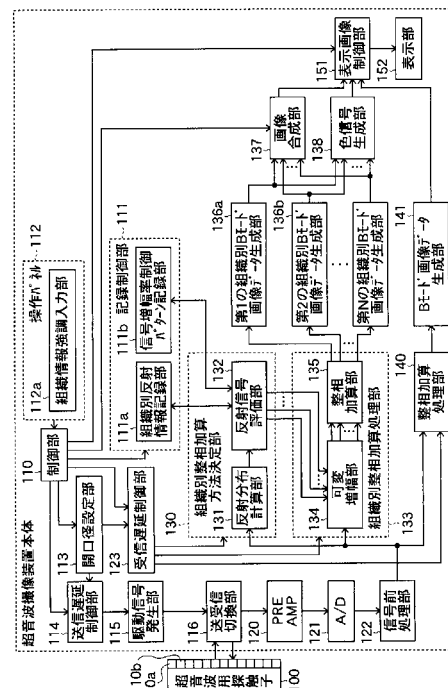 超音波撮像装置本体
操作パネル 112
組織情報強調入力部
112a
110
制御部
113
開口径設定部
123
受信遅延制御部
114
送信遅延制御部
115
駆動信号発生部
116
送受信切換部
120
PRE AMP
121
A/D
122
信号前処理部
10b
0a
超音波用探触子
100
111
111b 記録制御部
信号増幅率制御パターン記録部
111a
組織別反射情報記録部
130
組織別整相加算方法決定部
131
反射分布計算部
132
反射信号評価部
134
可変増幅部
135
整相加算部
133
組織別整相加算処理部
136a
第1の組織別Bモード画像データ生成部
136b
第2の組織別Bモード画像データ生成部
第Nの組織別Bモード画像データ生成部
137
画像合成部
138
色信号生成部
140
整相加算処理部
141
Bモード画像データ生成部
151
表示画像制御部
152
表示部